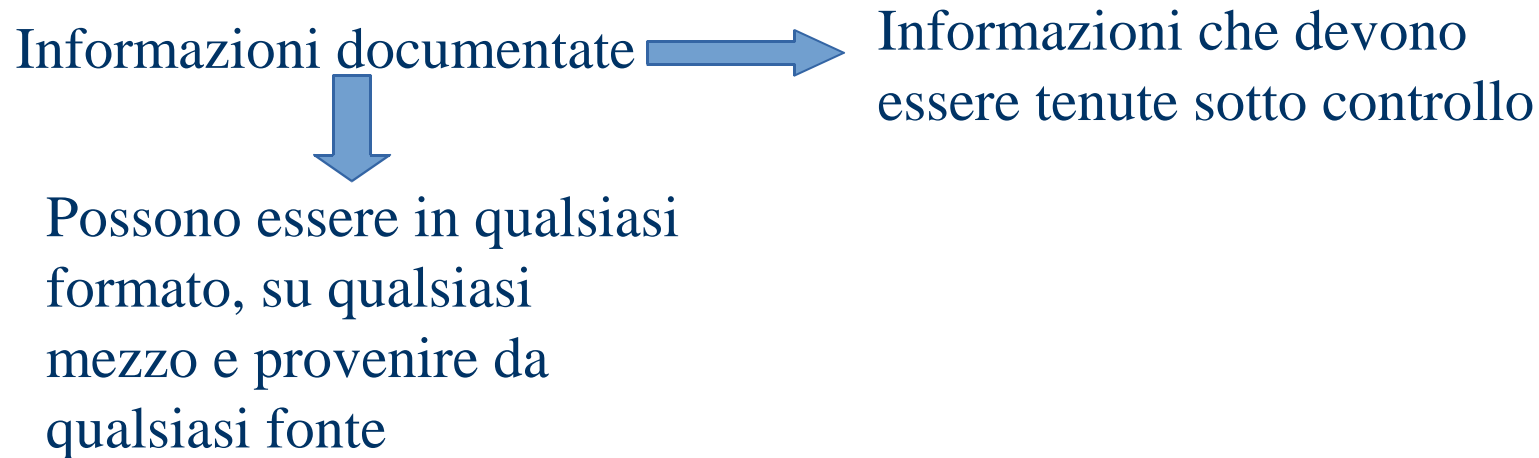 Informazioni documentate
Informazioni che devono
essere tenute sotto controllo
Possono essere in qualsiasi
formato, su qualsiasi
mezzo e provenire da
qualsiasi fonte